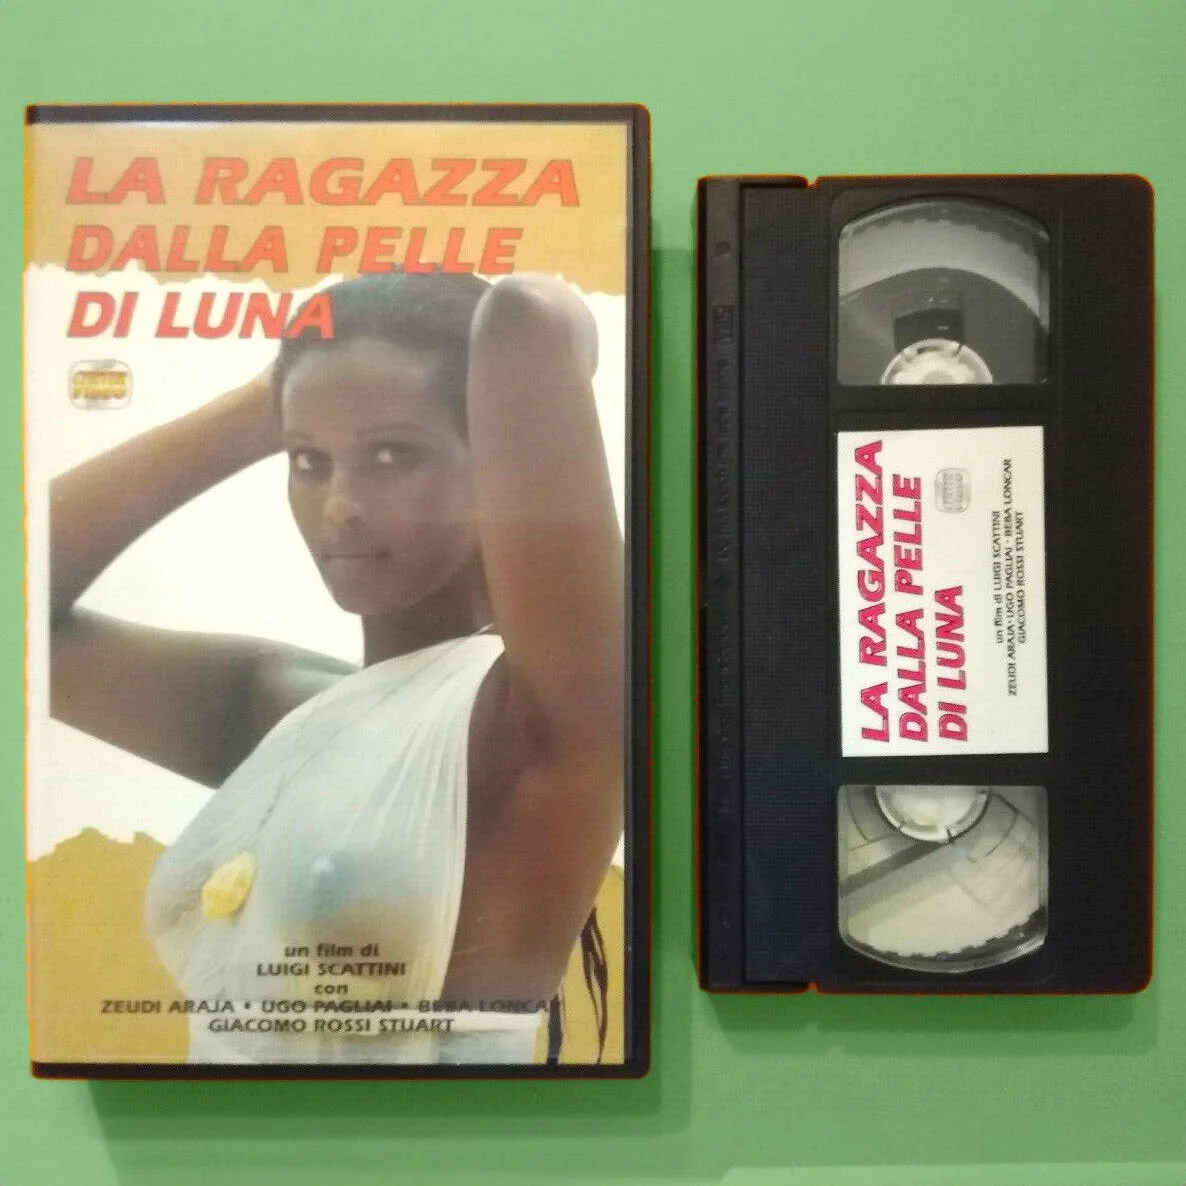 LA RAGAZZA
DALLA PELLE
DI LUNA
un film di
LUIGI SCATTINI
con
ZEUDI ARAJA • UGO PAGLIAI • BEBA LONCAR
GIACOMO ROSSI STUART
LA RAGAZZA
DALLA PELLE
DI LUNA
un film di LUIGI SCATTINI
ZEUDI ARAJA • UGO PAGLIAI • BEBA LONCAR
GIACOMO ROSSI STUART